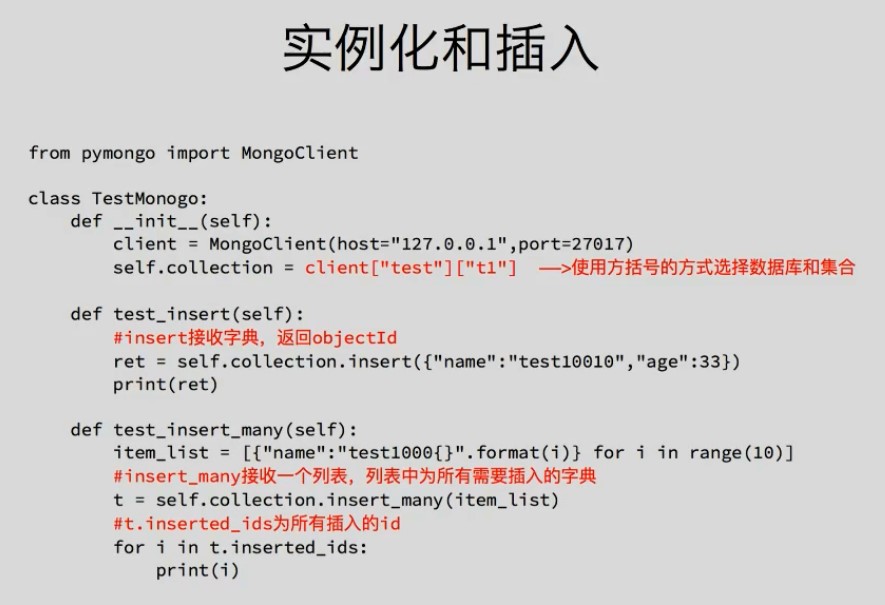 实例化和插入
from pymongo import MongoClient
class TestMonogo:
    def __init__(self):
        client = MongoClient(host="127.0.0.1",port=27017)
        self.collection = client["test"]["t1"]  ——>使用方括号的方式选择数据库和集合
    def test_insert(self):
        #insert接收字典，返回objectId
        ret = self.collection.insert({"name":"test10010","age":33})
        print(ret)
    def test_insert_many(self):
        item_list = [{"name":"test1000{}".format(i)} for i in range(10)]
        #insert_many接收一个列表，列表中为所有需要插入的字典
        t = self.collection.insert_many(item_list)
        #t.inserted_ids为所有插入的id
        for i in t.inserted_ids:
            print(i)